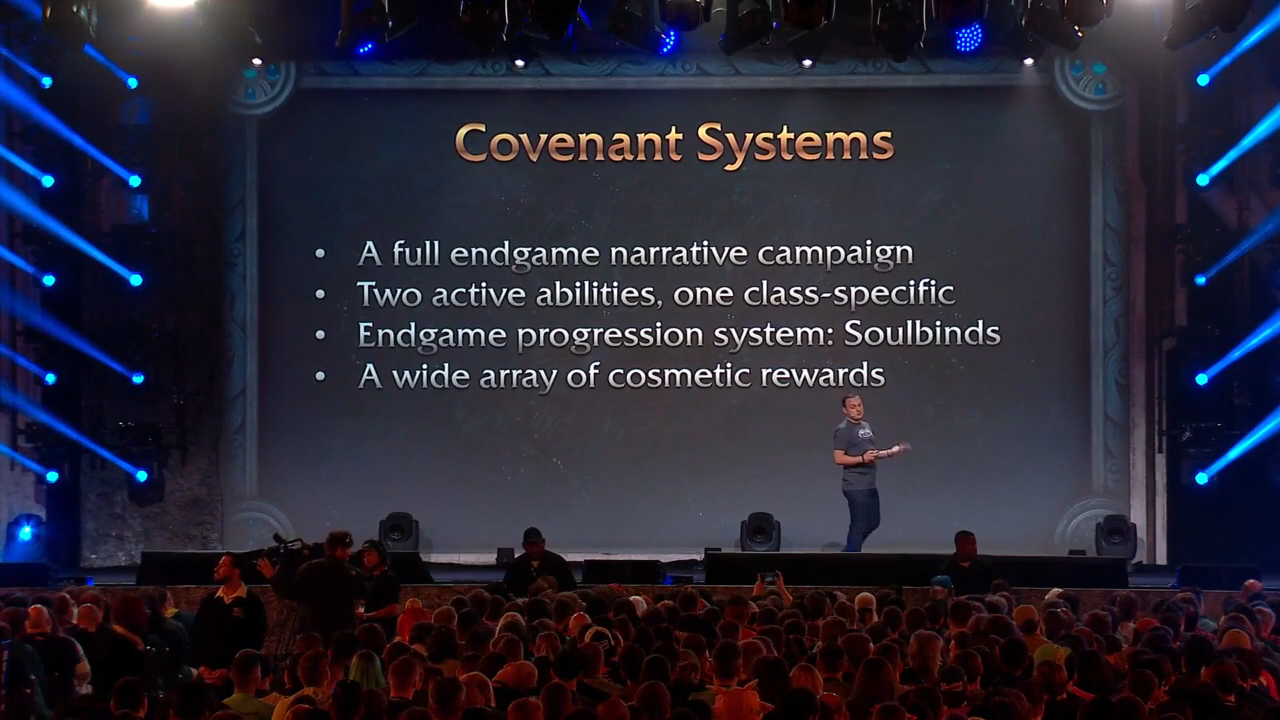 Covenant Systems
• A full endgame narrative campaign
• Two active abilities, one class-specific
• Endgame progression system: Soulbinds
• A wide array of cosmetic rewards